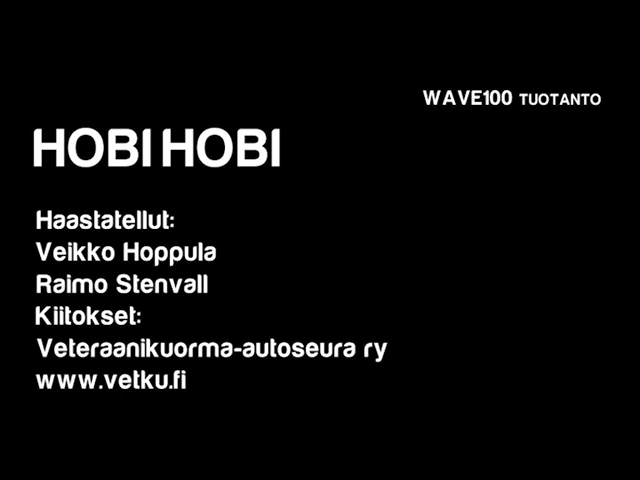 WAVE100 TUOTANTO
HOBI HOBI
Haastatellut:
Veikko Hoppula
Raimo Stenvall
Kiitokset:
Veteraanikuorma-autoseura ry
www.vetku.fi